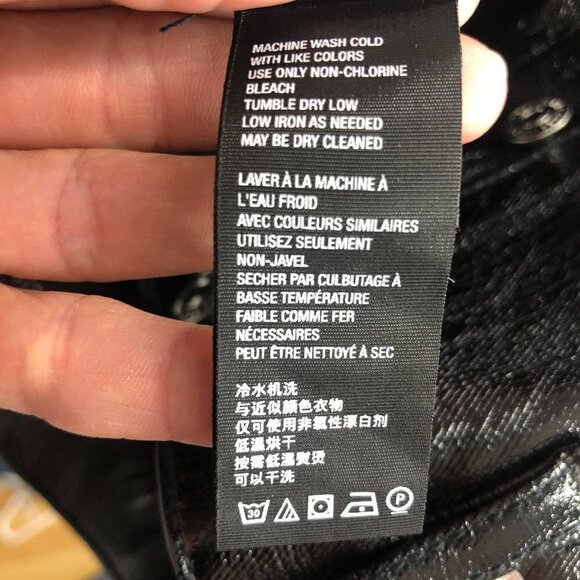 MACHINE WASH COLD
WITH LIKE COLORS
USE ONLY NON-CHLORINE
BLEACH
TUMBLE DRY LOW
LOW IRON AS NEEDED
MAY BE DRY CLEANED
LAVER À LA MACHINE À
L'EAU FROID
AVEC COULEURS SIMILAIRES
UTILISEZ SEULEMENT
NON-JAVEL
SECHER PAR CULBUTAGE À
BASSE TEMPÉRATURE
FAIBLE COMME FER
NÉCESSAIRES
PEUT ÊTRE NETTOYÉ À SEC
冷水机洗
与近似顏色衣物
仅可使用非氯性漂白剂
低溫烘干
按需低溫熨烫
可以干洗
30 P